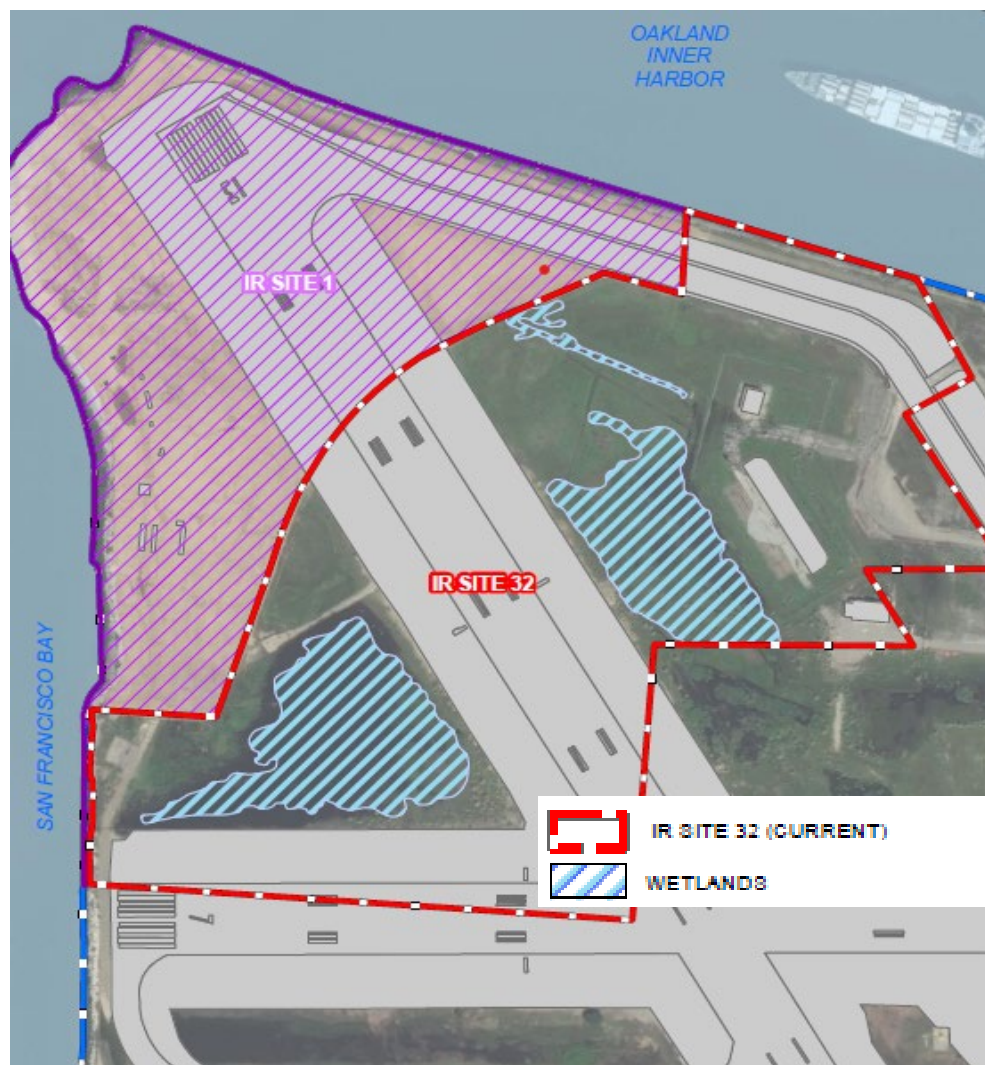 OAKLAND
INNER
HARBOR
IR SITE 1
IR SITE 32
SAN FRANCISCO BAY
IR SITE 32 (CURRENT)
WETLANDS